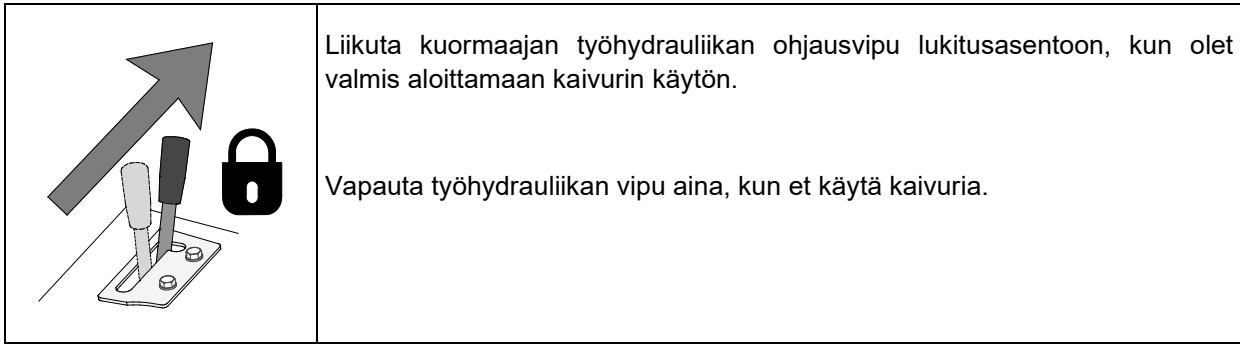 Liikuta kuormaajan työhydrauliikan ohjausvipu lukitusasentoon, kun olet
valmis aloittamaan kaivurin käytön.
Vapauta työhydrauliikan vipu aina, kun et käytä kaivuria.